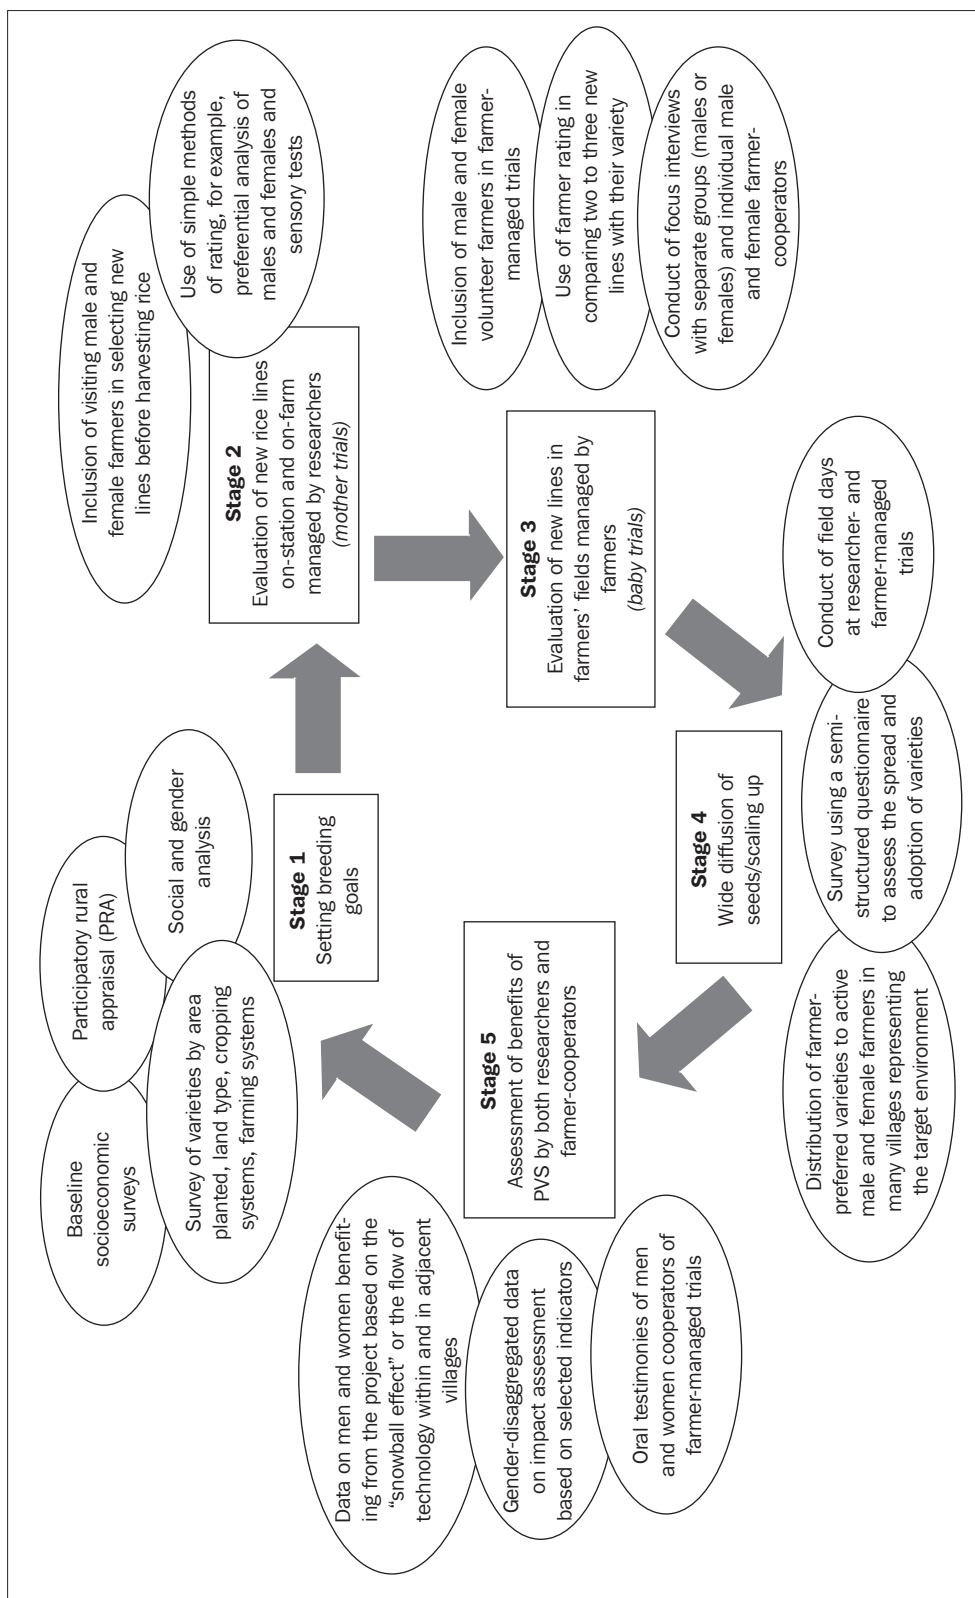 Baseline
socioeconomic
surveys
Participatory rural
appraisal (PRA)
Social and gender
analysis
Survey of varieties by area
planted, land type, cropping
systems, farming systems
Stage 1
Setting breeding
goals
Inclusion of visiting male and
female farmers in selecting new
lines before harvesting rice
Use of simple methods
of rating, for example,
preferential analysis of
males and females and
sensory tests
Stage 2
Evaluation of new rice lines
on-station and on-farm
managed by researchers
(mother trials)
Inclusion of male and female
volunteer farmers in farmer-
managed trials
Use of farmer rating in
comparing two to three new
lines with their variety
Conduct of focus interviews
with separate groups (males or
females) and individual male
and female farmer-
cooperators
Stage 3
Evaluation of new lines in
farmers' fields managed by
farmers
(baby trials)
Stage 4
Wide diffusion of
seeds/scaling up
Conduct of field days
at researcher- and
farmer-managed
trials
Survey using a semi-
structured questionnaire
to assess the spread and
adoption of varieties
Distribution of farmer-
preferred varieties to active
male and female farmers in
many villages representing
the target environment
Stage 5
Assessment of benefits of
PVS by both researchers and
farmer-cooperators
Data on men and women benefit-
ing from the project based on the
“snowball effect” or the flow of
technology within and in adjacent
villages
Gender-disaggregated data
on impact assessment
based on selected indicators
Oral testimonies of men
and women cooperators of
farmer-managed trials